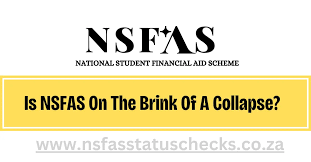 NSFAS
NATIONAL STUDENT FINANCIAL AID SCHEME
Is NSFAS On The Brink Of A Collapse?
www.nsfasstatuschecks.co.za